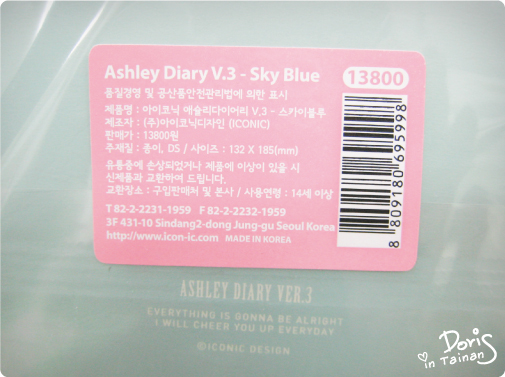 Ashley Diary V.3 - Sky Blue
13800
품질경영 및 공산품안전관리법에 의한 표시
제품명 : 아이코닉 애슐리다이어리 V.3 - 스카이블루
제조자 : (주)아이코닉디자인 (ICONIC)
판매가 : 13800원
주재질 : 종이, DS / 사이즈 : 132 X 185(mm)
유통중에 손상되었거나 제품에 이상이 있을 시
신제품과 교환하여 드립니다.
교환장소 : 구입판매처 및 본사 / 사용연령 : 14세 이상
T 82-2-2231-1959 F 82-2-2232-1959
3F 431-10 Sindang2-dong Jung-gu Seoul Korea
http://www.icon-ic.com MADE IN KOREA
8 809180 695998
ASHLEY DIARY VER.3
EVERYTHING IS GONNA BE ALRIGHT
I WILL CHEER YOU UP EVERYDAY
©ICONIC DESIGN
Doris
in Tainan